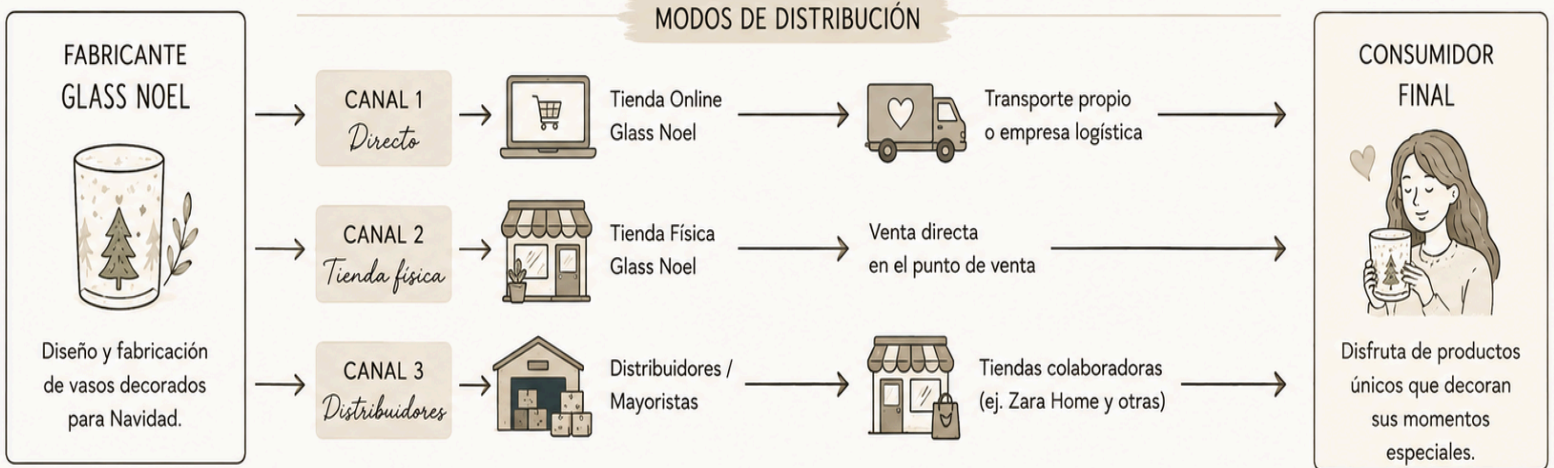 MODOS DE DISTRIBUCIÓN
FABRICANTE
GLASS NOEL
Diseño y fabricación
de vasos decorados
para Navidad.
CANAL 1
Directo
Tienda Online
Glass Noel
Transporte propio
o empresa logística
CANAL 2
Tienda física
Tienda Física
Glass Noel
Venta directa
en el punto de venta
CANAL 3
Distribuidores
Distribuidores /
Mayoristas
Tiendas colaboradoras
(ej. Zara Home y otras)
CONSUMIDOR
FINAL
Disfruta de productos
únicos que decoran
sus momentos
especiales.